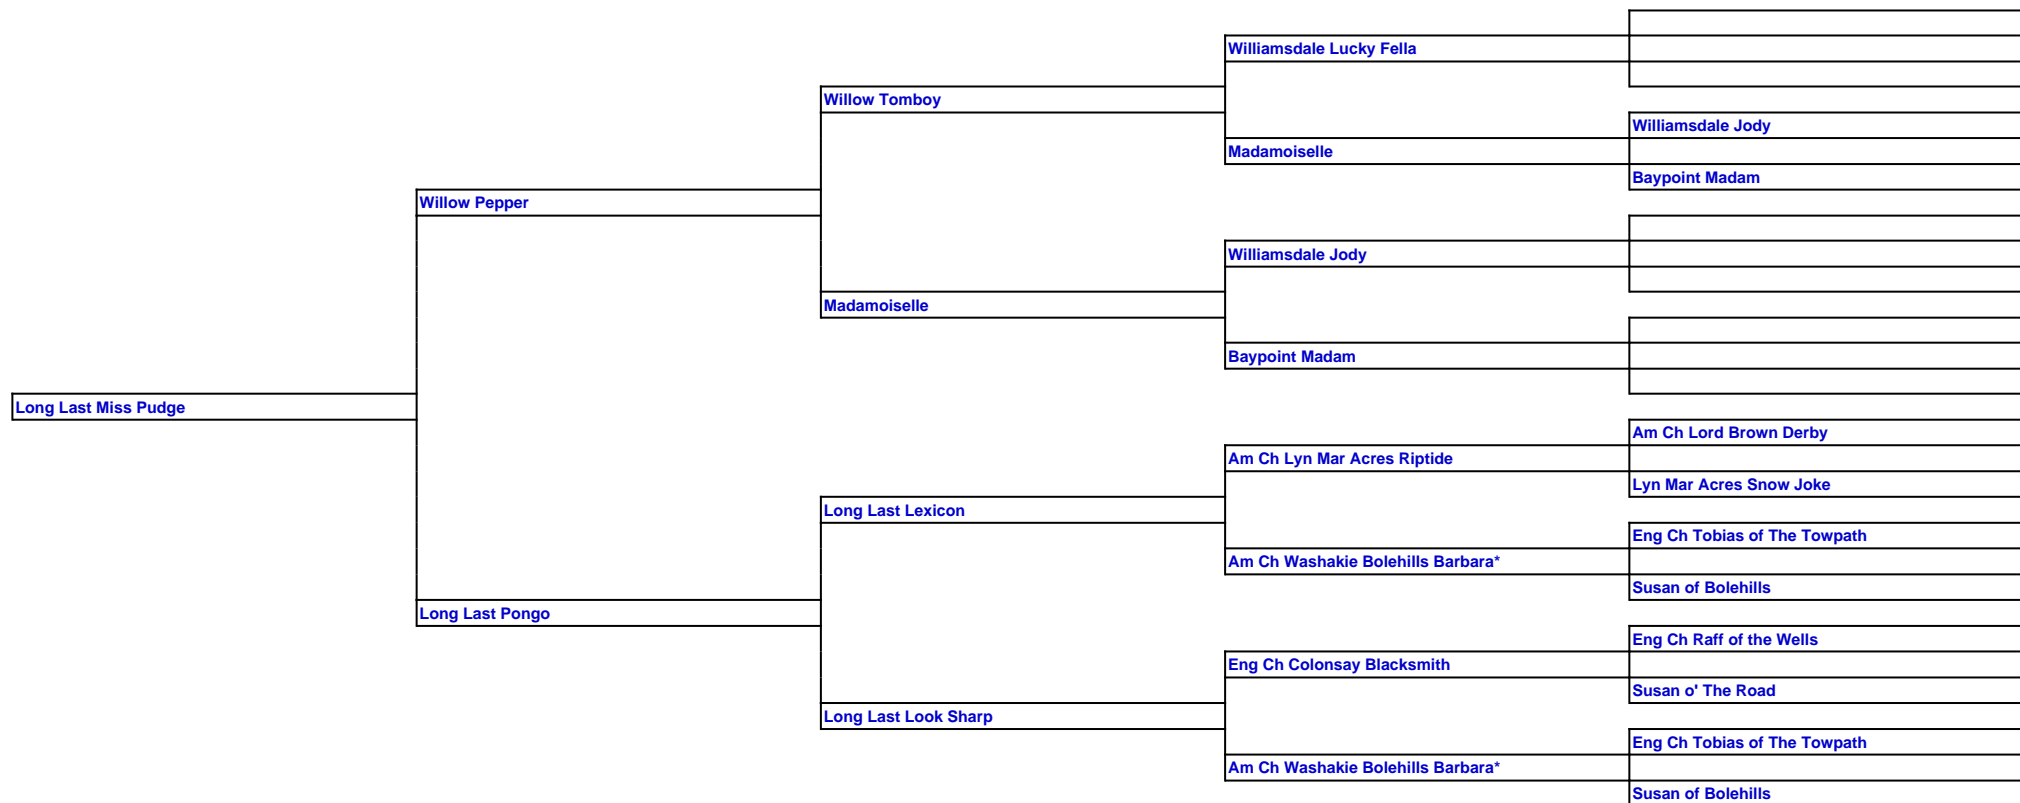 Williamsdale Lucky Fella
Willow Tomboy
Williamsdale Jody
Madamoiselle
Baypoint Madam
Willow Pepper
Williamsdale Jody
Madamoiselle
Baypoint Madam
Long Last Miss Pudge
Am Ch Lord Brown Derby
Am Ch Lyn Mar Acres Riptide
Lyn Mar Acres Snow Joke
Long Last Lexicon
Eng Ch Tobias of The Towpath
Am Ch Washakie Bolehills Barbara*
Susan of Bolehills
Long Last Pongo
Eng Ch Raff of the Wells
Eng Ch Colonsay Blacksmith
Susan o' The Road
Long Last Look Sharp
Eng Ch Tobias of The Towpath
Am Ch Washakie Bolehills Barbara*
Susan of Bolehills